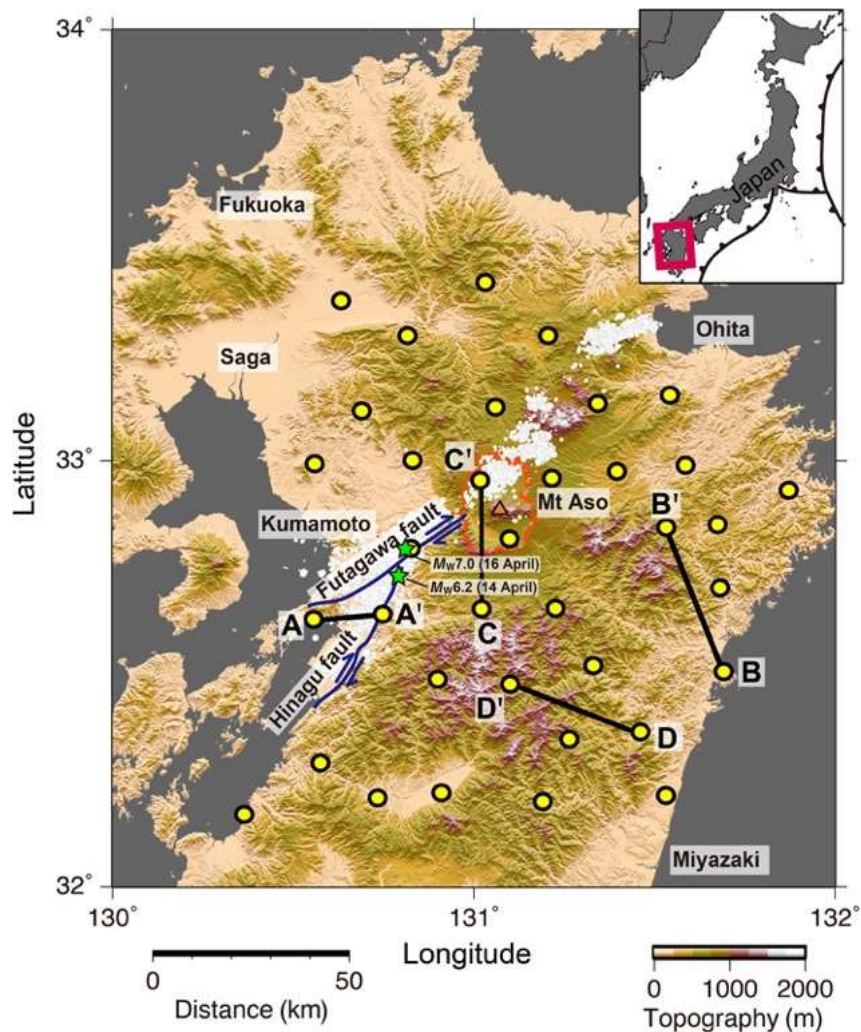 34˚
Japan
Fukuoka
Ohita
Saga
Latitude
33˚
C'
Mt Aso
B'
Kumamoto
Futagawa fault
Mw7.0 (16 April)
Mw6.2 (14 April)
A
A'
C
Hinagu fault
B
D'
D
Miyazaki
32˚
130˚
131˚
132˚
Longitude
0 50
Distance (km)
0 1000 2000
Topography (m)